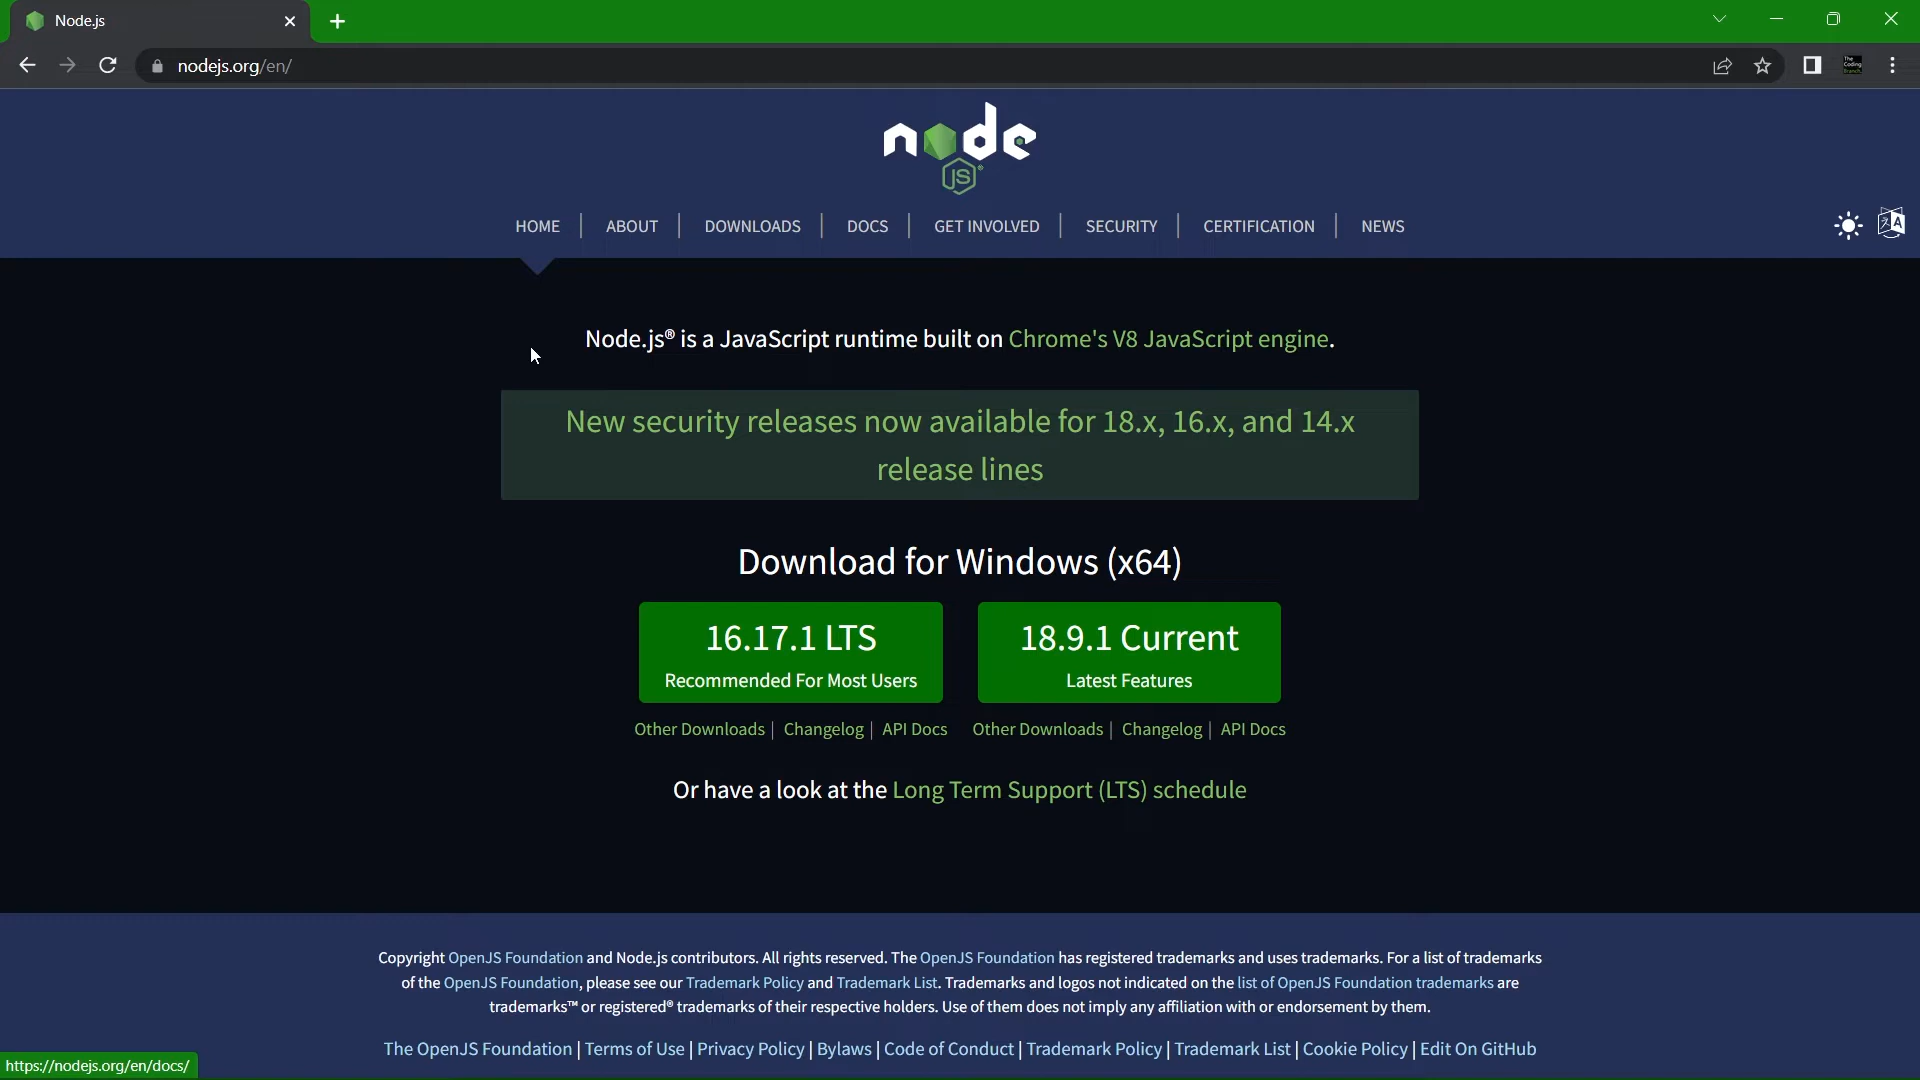 Node.js
nodejs.org/en/
The Coding Branch
node
JS
HOME | ABOUT | DOWNLOADS | DOCS | GET INVOLVED | SECURITY | CERTIFICATION | NEWS
Node.js® is a JavaScript runtime built on Chrome's V8 JavaScript engine.
New security releases now available for 18.x, 16.x, and 14.x
release lines
Download for Windows (x64)
16.17.1 LTS
Recommended For Most Users
18.9.1 Current
Latest Features
Other Downloads | Changelog | API Docs
Other Downloads | Changelog | API Docs
Or have a look at the Long Term Support (LTS) schedule
Copyright OpenJS Foundation and Node.js contributors. All rights reserved. The OpenJS Foundation has registered trademarks and uses trademarks. For a list of trademarks
of the OpenJS Foundation, please see our Trademark Policy and Trademark List. Trademarks and logos not indicated on the list of OpenJS Foundation trademarks are
trademarks™ or registered® trademarks of their respective holders. Use of them does not imply any affiliation with or endorsement by them.
The OpenJS Foundation | Terms of Use | Privacy Policy | Bylaws | Code of Conduct | Trademark Policy | Trademark List | Cookie Policy | Edit On GitHub
https://nodejs.org/en/docs/